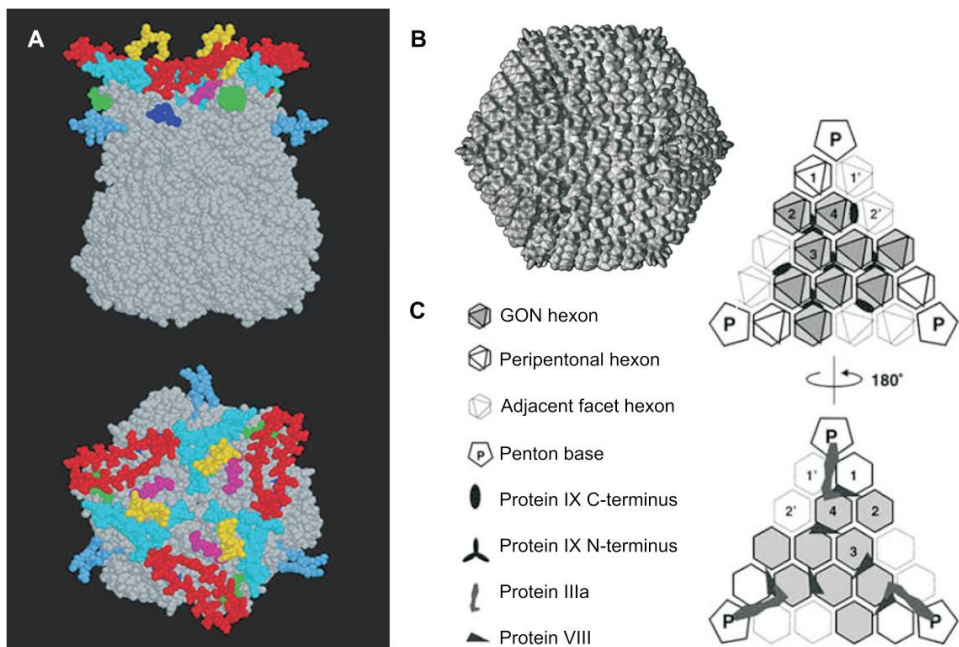 A
B
P
1
1'
2
4
2'
3
P
P
C
GON hexon
Peripentonal hexon
Adjacent facet hexon
P
Penton base
Protein IX C-terminus
Protein IX N-terminus
Protein IIIa
Protein VIII
180°
P
1'
1
2'
4
2
3
P
P